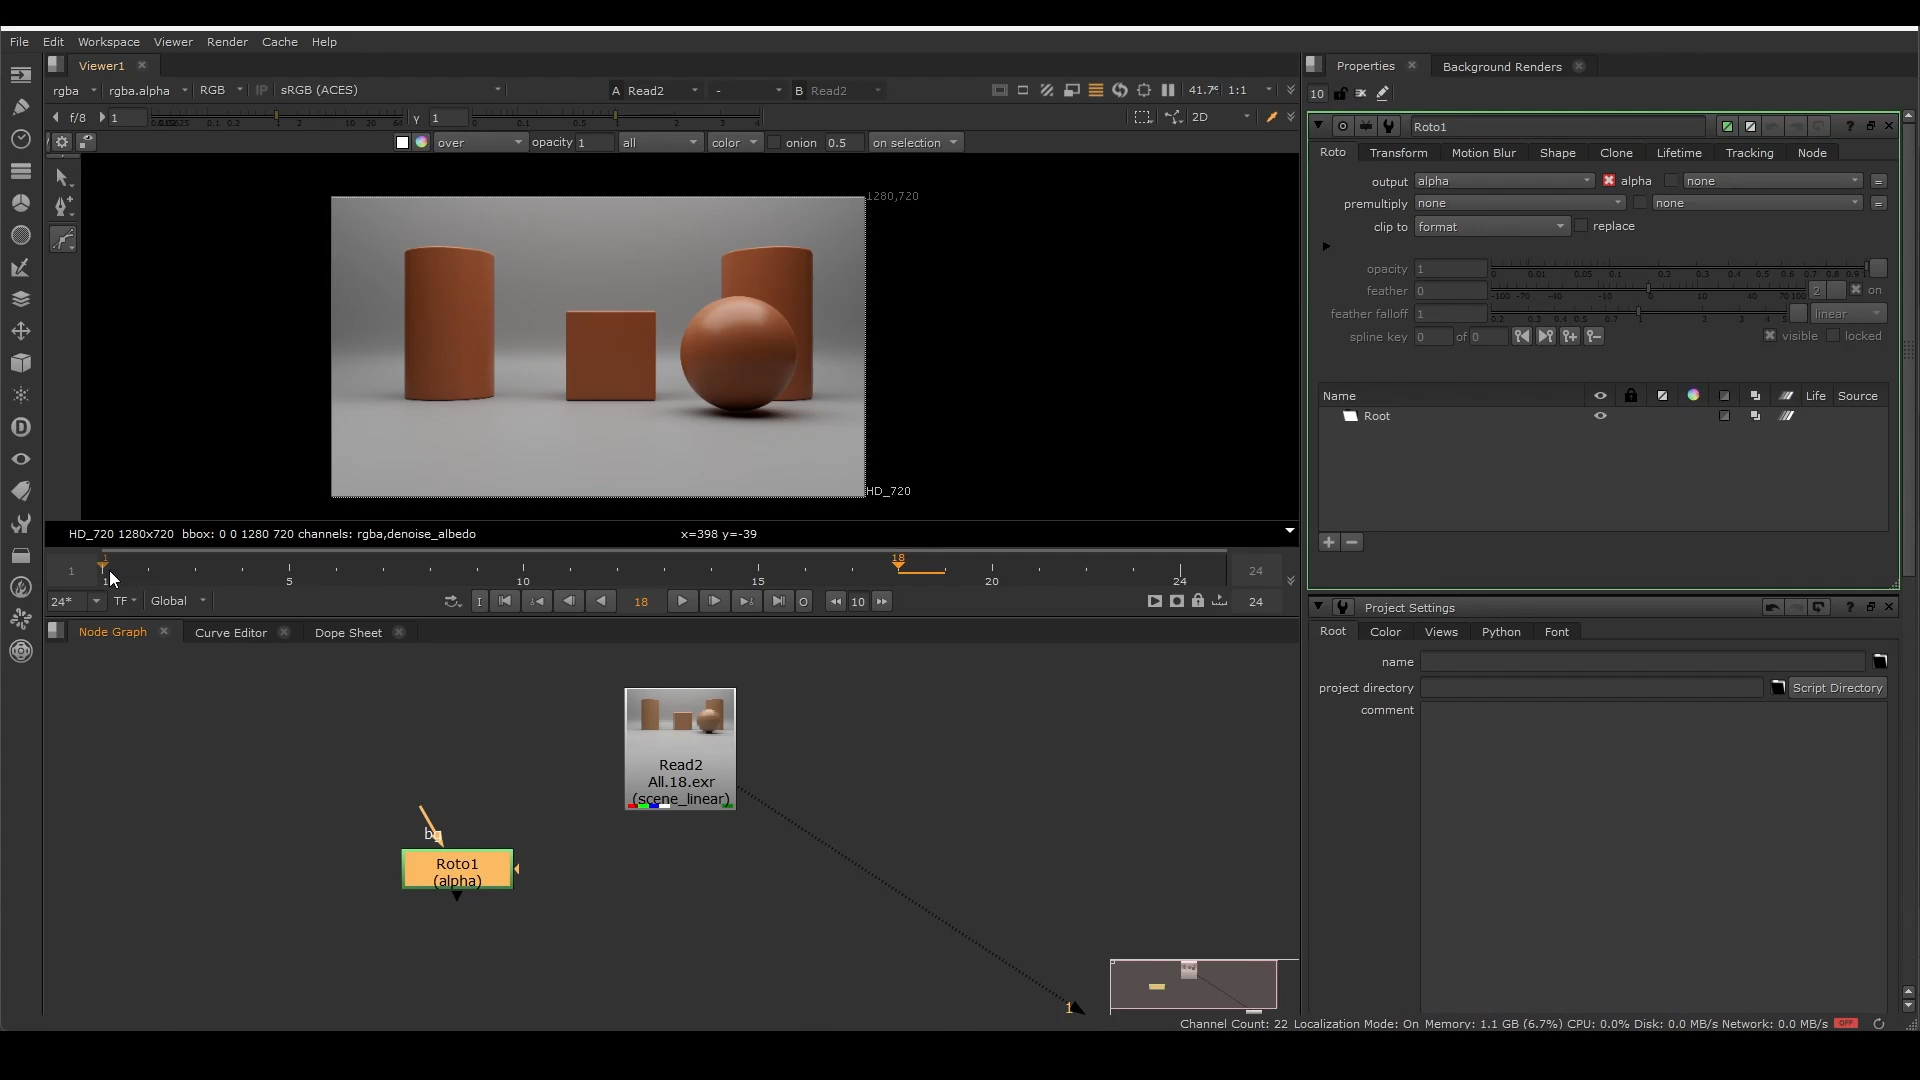 File Edit Workspace Viewer Render Cache Help
Viewer1
Properties
Background Renders
rgba rgba.alpha RGB IP sRGB (ACES) A Read2 - B Read2 41.7% 1:1
10
f/8 1 γ 1 2D
over opacity 1 all color onion 0.5 on selection
1280,720
HD_720
HD_720 1280x720 bbox: 0 0 1280 720 channels: rgba,denoise_albedo x=398 y=-39
1 18
1 1 5 10 15 20 24 24
24* TF Global I 18 O 10 24
Node Graph Curve Editor Dope Sheet
Read2
All.18.exr
(scene_linear)
bg
Roto1
(alpha)
1
Roto1
Roto Transform Motion Blur Shape Clone Lifetime Tracking Node
output alpha alpha none =
premultiply none none =
clip to format replace
opacity 1
feather 0 2 on
feather falloff 1 linear
spline key 0 of 0 visible locked
Name Life Source
Root
Project Settings
Root Color Views Python Font
name
project directory Script Directory
comment
Channel Count: 22 Localization Mode: On Memory: 1.1 GB (6.7%) CPU: 0.0% Disk: 0.0 MB/s Network: 0.0 MB/s OFF